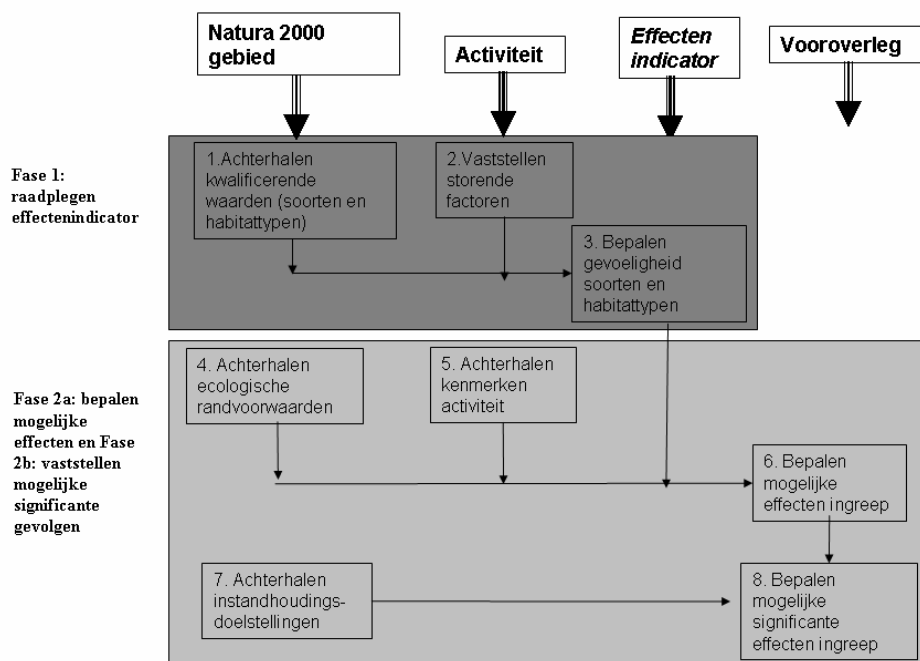 Natura 2000
gebied
Activiteit
Effecten
indicator
Vooroverleg
Fase 1:
raadplegen
effectenindicator
1.Achterhalen
kwalificerende
waarden (soorten en
habitattypen)
2.Vaststellen
storende
factoren
3. Bepalen
gevoeligheid
soorten en
habitattypen
Fase 2a: bepalen
mogelijke
effecten en Fase
2b: vaststellen
mogelijke
significante
gevolgen
4. Achterhalen
ecologische
randvoorwaarden
5. Achterhalen
kenmerken
activiteit
6. Bepalen
mogelijke
effecten ingreep
7. Achterhalen
instandhoudings-
doelstellingen
8. Bepalen
mogelijke
significante
effecten ingreep